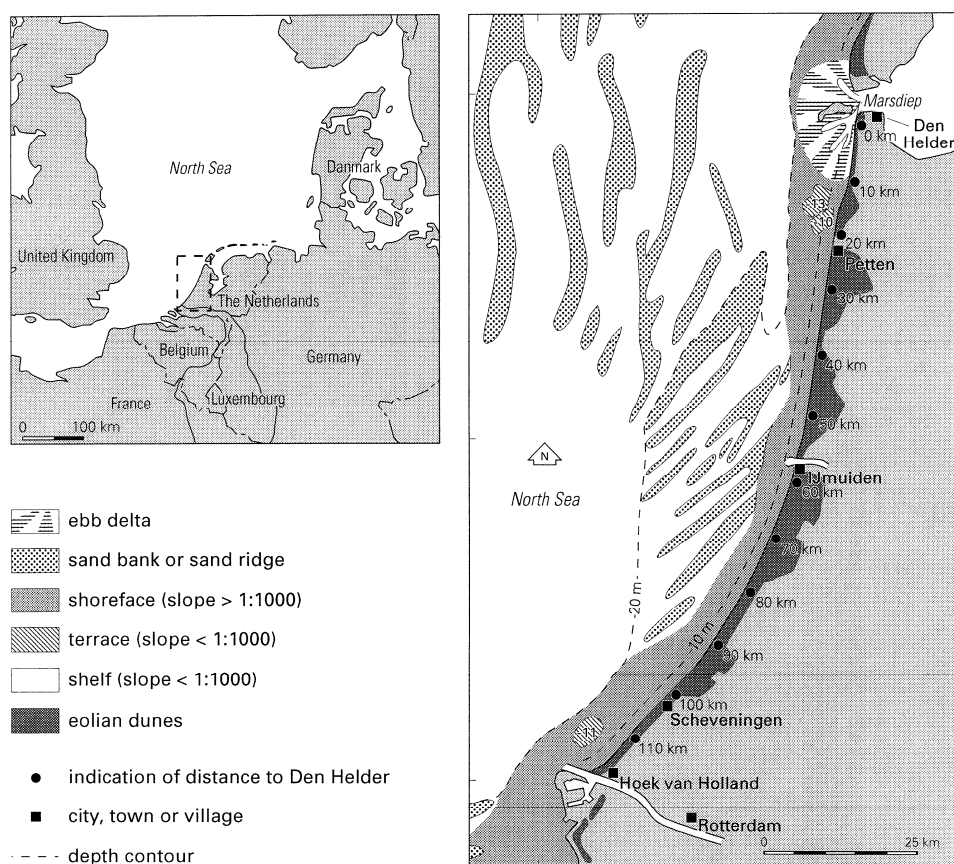 North Sea
Danmark
United Kingdom
The Netherlands
Belgium
Germany
Luxembourg
France
0 100 km
ebb delta
sand bank or sand ridge
shoreface (slope > 1:1000)
terrace (slope < 1:1000)
shelf (slope < 1:1000)
eolian dunes
indication of distance to Den Helder
city, town or village
depth contour
Marsdiep
Den
Helder
0 km
10 km
13
10
20 km
Petten
30 km
40 km
50 km
N
IJmuiden
60 km
North Sea
70 km
-20 m-
80 km
-10 m
90 km
100 km
Scheveningen
110 km
Hoek van Holland
Rotterdam
0 25 km